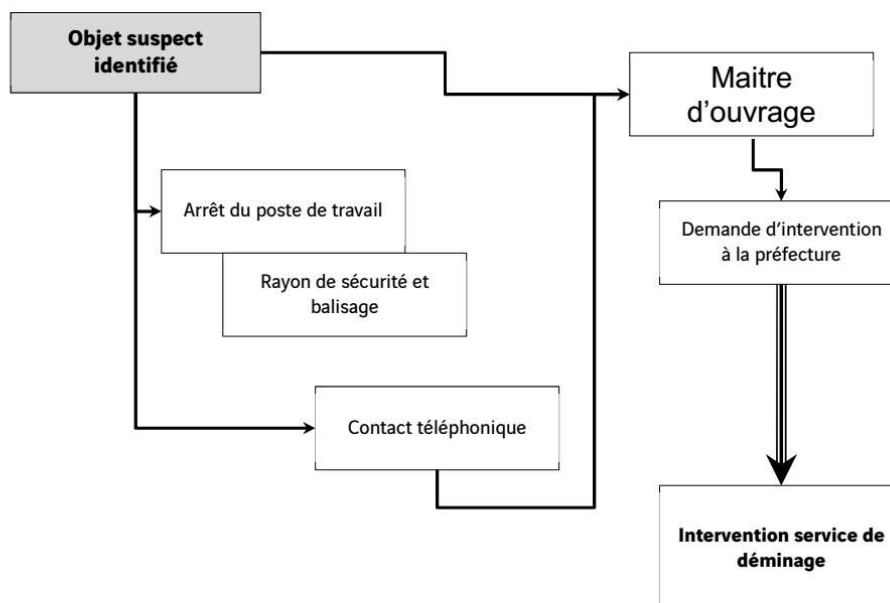 Objet suspect
identifié
Maitre
d’ouvrage
Arrêt du poste de travail
Rayon de sécurité et
balisage
Contact téléphonique
Demande d’intervention
à la préfecture
Intervention service de
déminage